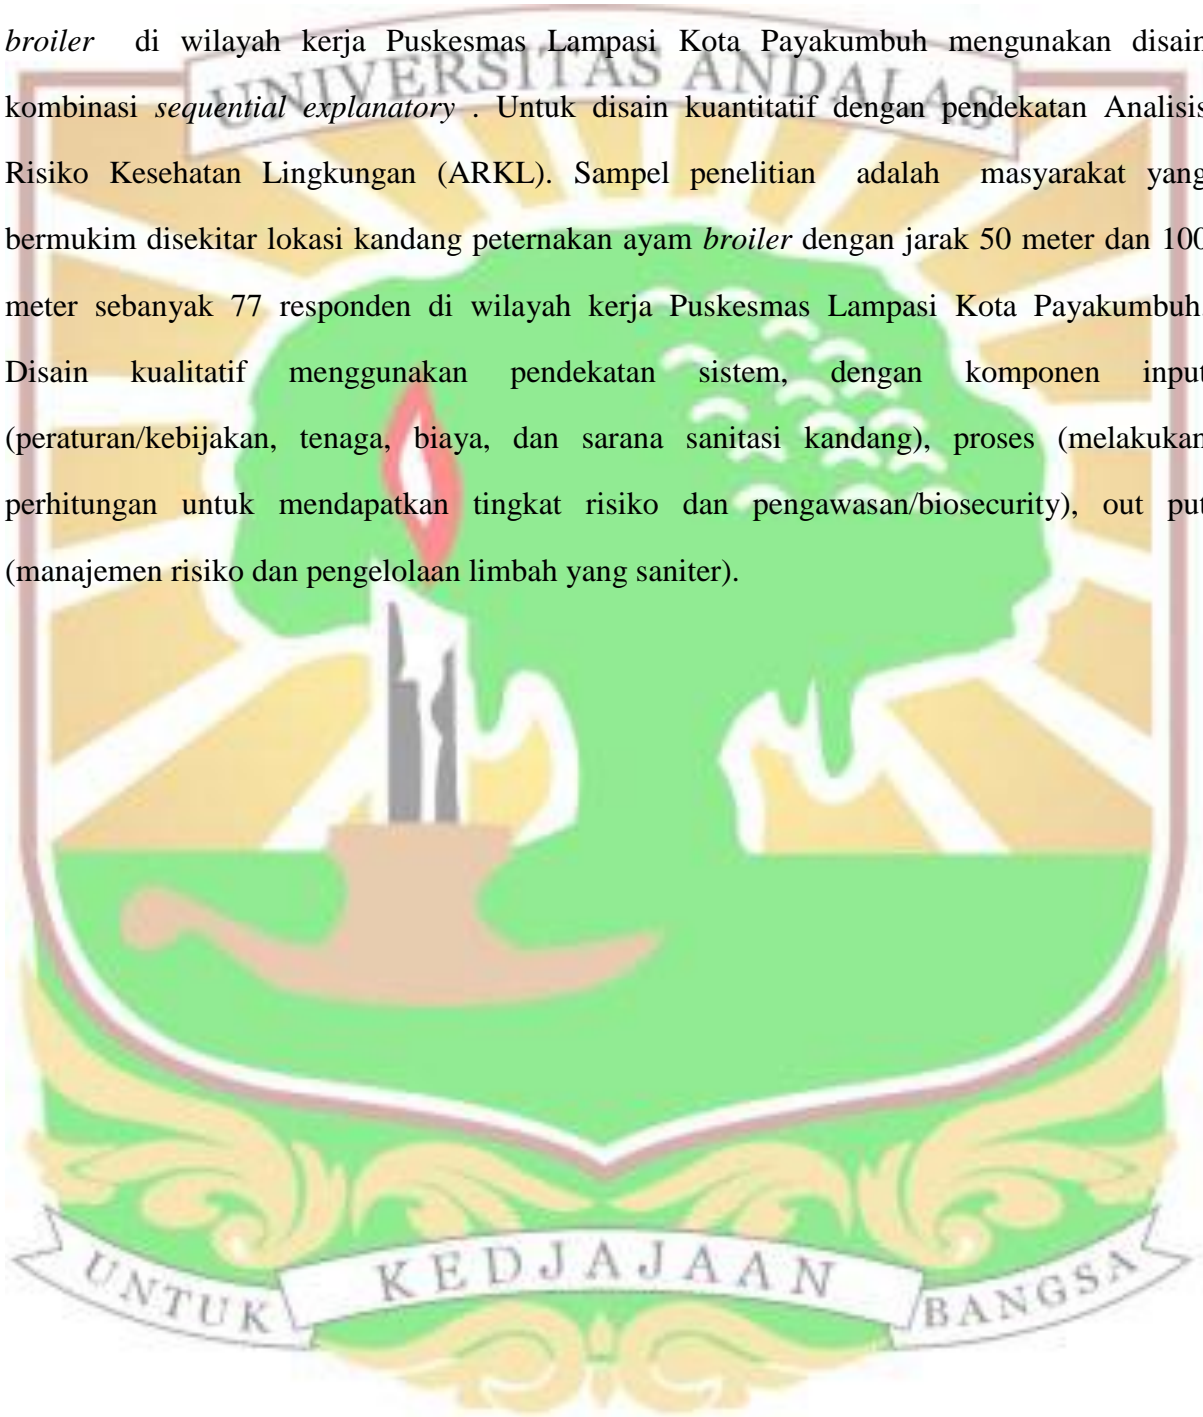 broiler di wilayah kerja Puskesmas Lampasi Kota Payakumbuh mengunakan disain
UNIVERSITAS ANDALAS
kombinasi sequential explanatory . Untuk disain kuantitatif dengan pendekatan Analisis
Risiko Kesehatan Lingkungan (ARKL). Sampel penelitian adalah masyarakat yang
bermukim disekitar lokasi kandang peternakan ayam broiler dengan jarak 50 meter dan 100
meter sebanyak 77 responden di wilayah kerja Puskesmas Lampasi Kota Payakumbuh.
Disain kualitatif menggunakan pendekatan sistem, dengan komponen input
(peraturan/kebijakan, tenaga, biaya, dan sarana sanitasi kandang), proses (melakukan
perhitungan untuk mendapatkan tingkat risiko dan pengawasan/biosecurity), out put
(manajemen risiko dan pengelolaan limbah yang saniter).
UNTUK KEDJAJAAN BANGSA